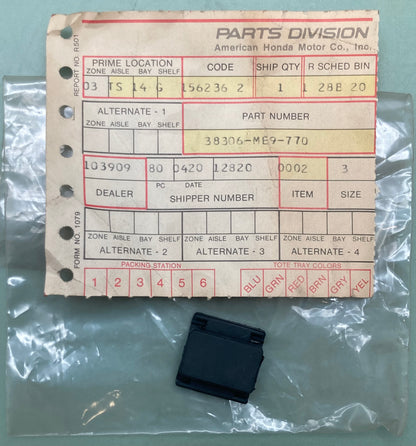 PARTS DIVISION
American Honda Motor Co., Inc.
REPORT NO. R501
PRIME LOCATION CODE SHIP QTY R SCHED BIN
ZONE AISLE BAY SHELF
03 TS 14 G 156236 2 1 1 28B 20
ALTERNATE - 1 PART NUMBER
ZONE AISLE BAY SHELF
38306-ME9-770
103909 80 0420 12820 0002 3
DEALER PC DATE ITEM SIZE
SHIPPER NUMBER
FORM NO. 1079
ZONE AISLE BAY SHELF ZONE AISLE BAY SHELF ZONE AISLE BAY SHELF
ALTERNATE - 2 ALTERNATE - 3 ALTERNATE - 4
PACKING STATION TOTE TRAY COLORS
1 2 3 4 5 6 BLU GRN RED BRN GRY YEL